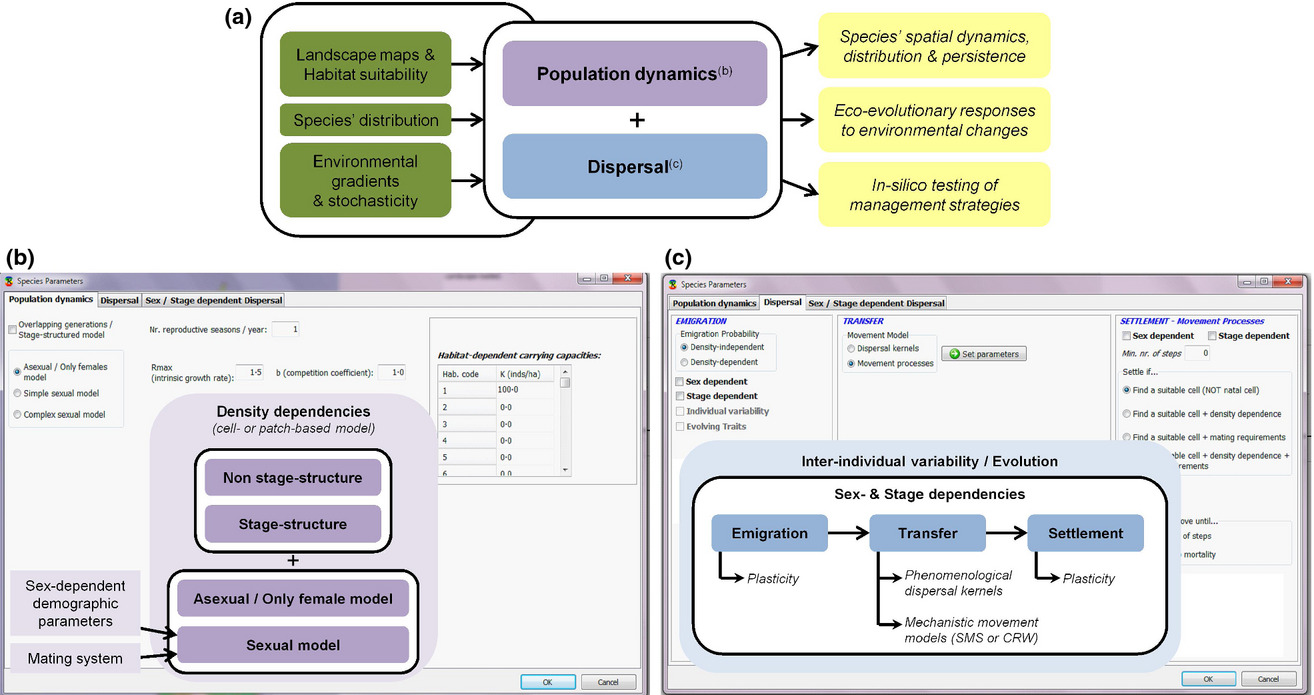 (a)
Landscape maps &
Habitat suitability
Species' distribution
Environmental
gradients
& stochasticity
Population dynamics(b)
+
Dispersal(c)
Species' spatial dynamics,
distribution & persistence
Eco-evolutionary responses
to environmental changes
In-silico testing of
management strategies
(b)
Species Parameters
Population dynamics Dispersal Sex / Stage dependent Dispersal
Overlapping generations /
Stage-structured model
Nr. reproductive seasons / year: 1
Asexual / Only females
model
Simple sexual model
Complex sexual model
Rmax
(intrinsic growth rate): 1·5
b (competition coefficient): 1·0
Habitat-dependent carrying capacities:
Hab. code K (inds/ha)
1 100·0
2 0·0
3 0·0
4 0·0
5 0·0
6 0.0
Density dependencies
(cell- or patch-based model)
Non stage-structure
Stage-structure
+
Asexual / Only female model
Sexual model
Sex-dependent
demographic
parameters
Mating system
OK Cancel
(c)
Species Parameters
Population dynamics Dispersal Sex / Stage dependent Dispersal
EMIGRATION
Emigration Probability
Density-independent
Density-dependent
Sex dependent
Stage dependent
Individual variability
Evolving Traits
TRANSFER
Movement Model
Dispersal kernels
Movement processes
Set parameters
SETTLEMENT - Movement Processes
Sex dependent Stage dependent
Min. nr. of steps 0
Settle if...
Find a suitable cell (NOT natal cell)
Find a suitable cell + density dependence
Find a suitable cell + mating requirements
cell + density dependence +
ove until...
of steps
mortality
Inter-individual variability / Evolution
Sex- & Stage dependencies
Emigration
Transfer
Settlement
Plasticity
Phenomenological
dispersal kernels
Mechanistic movement
models (SMS or CRW)
Plasticity
OK Cancel